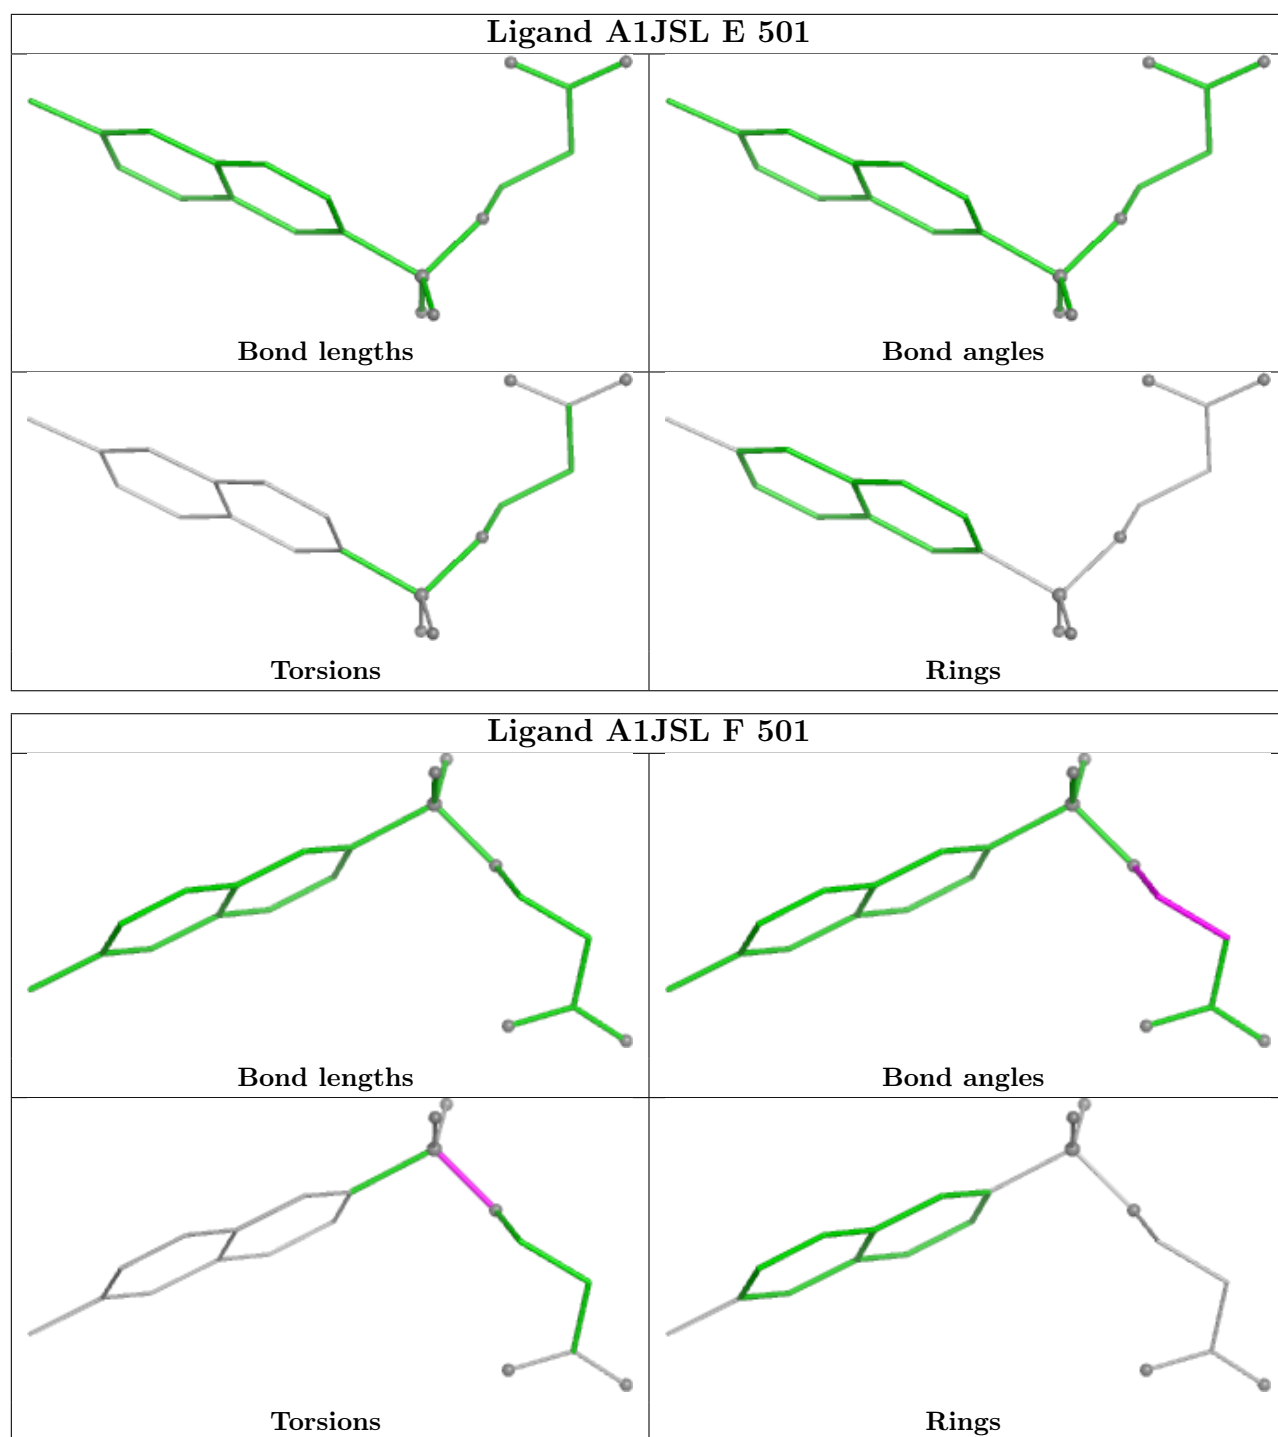 Ligand A1JSL E 501
Bond lengths
Bond angles
Torsions
Rings
Ligand A1JSL F 501
Bond lengths
Bond angles
Torsions
Rings